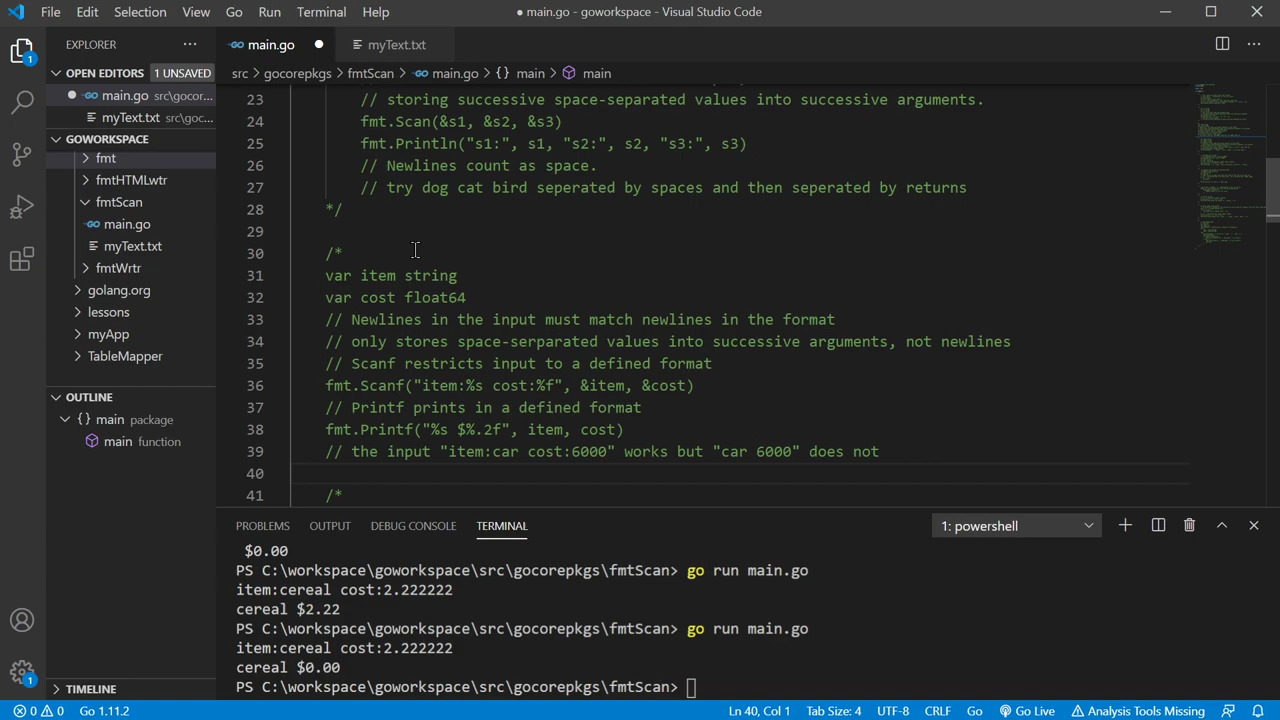 File Edit Selection View Go Run Terminal Help
● main.go - goworkspace - Visual Studio Code
EXPLORER
main.go
myText.txt
OPEN EDITORS 1 UNSAVED
main.go src\gocor...
myText.txt src\goc...
src > gocorepkgs > fmtScan > main.go > {} main > main
GOWORKSPACE
fmt
fmtHTMLwtr
fmtScan
main.go
myText.txt
fmtWrtr
golang.org
lessons
myApp
TableMapper
OUTLINE
{} main package
main function
TIMELINE
23 // storing successive space-separated values into successive arguments.
24 fmt.Scan(&s1, &s2, &s3)
25 fmt.Println("s1:", s1, "s2:", s2, "s3:", s3)
26 // Newlines count as space.
27 // try dog cat bird seperated by spaces and then seperated by returns
28 */
29
30 /*
31 var item string
32 var cost float64
33 // Newlines in the input must match newlines in the format
34 // only stores space-serparated values into successive arguments, not newlines
35 // Scanf restricts input to a defined format
36 fmt.Scanf("item:%s cost:%f", &item, &cost)
37 // Printf prints in a defined format
38 fmt.Printf("%s $%.2f", item, cost)
39 // the input "item:car cost:6000" works but "car 6000" does not
40
41 /*
PROBLEMS OUTPUT DEBUG CONSOLE TERMINAL
1: powershell
$0.00
PS C:\workspace\goworkspace\src\gocorepkgs\fmtScan> go run main.go
item:cereal cost:2.222222
cereal $2.22
PS C:\workspace\goworkspace\src\gocorepkgs\fmtScan> go run main.go
item:cereal cost:2.222222
cereal $0.00
PS C:\workspace\goworkspace\src\gocorepkgs\fmtScan>
1
1
0 0 Go 1.11.2
Ln 40, Col 1 Tab Size: 4 UTF-8 CRLF Go Go Live Analysis Tools Missing